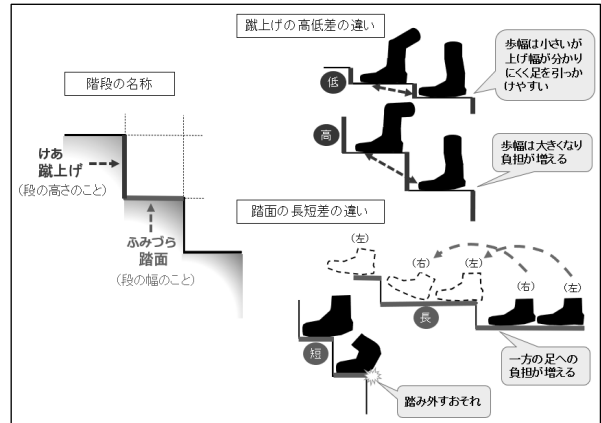 階段の名称
けあ
蹴上げ
(段の高さのこと)
ふみづら
踏面
(段の幅のこと)
蹴上げの高低差の違い
低
歩幅は小さいが
上げ幅が分かり
にくく足を引っか
けやすい
高
歩幅は大きくなり
負担が増える
踏面の長短差の違い
(左)
(右)
(左)
(右)
(左)
長
一方の足への
負担が増える
短
踏み外すおそれ